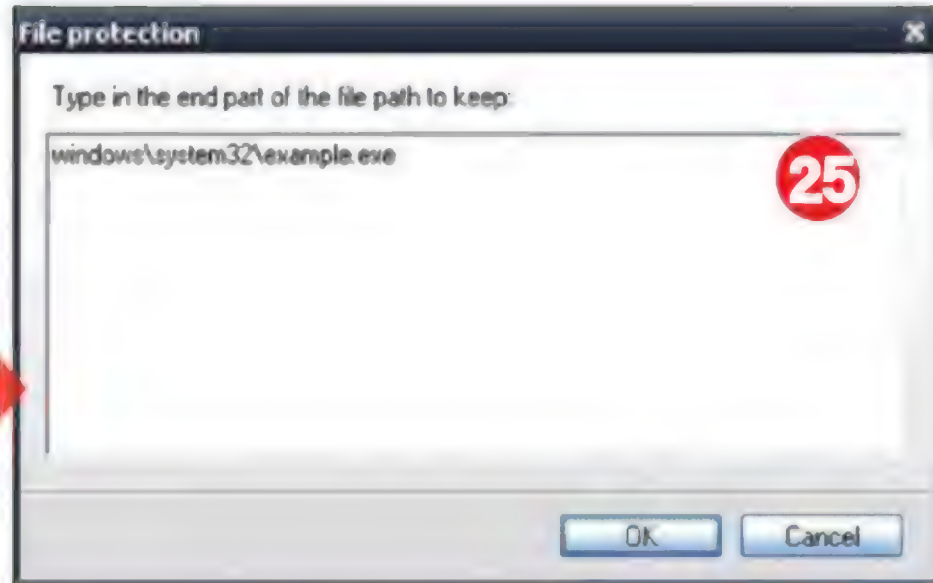 File protection
Type in the end part of the file path to keep:
windows\system32\example.exe
25
OK
Cancel